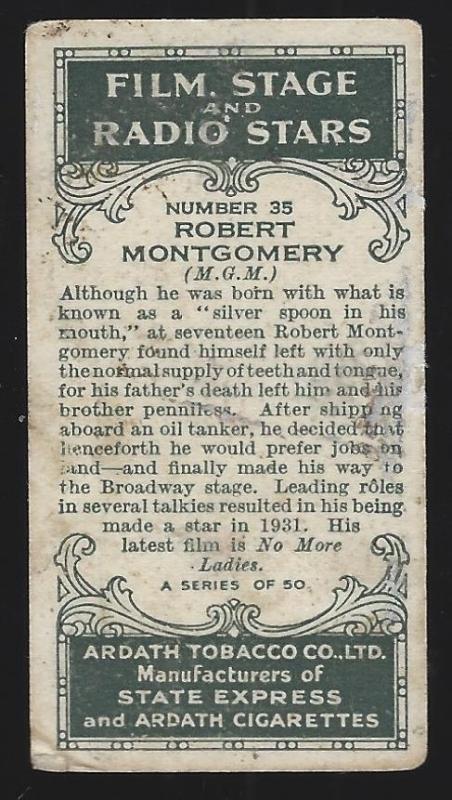 FILM, STAGE
AND
RADIO STARS
NUMBER 35
ROBERT
MONTGOMERY
(M.G.M.)
Although he was born with what is
known as a "silver spoon in his
mouth," at seventeen Robert Mont-
gomery found himself left with only
the normal supply of teeth and tongue,
for his father's death left him and his
brother penniless. After shipping
aboard an oil tanker, he decided that
henceforth he would prefer jobs on
land—and finally made his way to
the Broadway stage. Leading rôles
in several talkies resulted in his being
made a star in 1931. His
latest film is No More
Ladies.
A SERIES OF 50
ARDATH TOBACCO CO., LTD.
Manufacturers of
STATE EXPRESS
and ARDATH CIGARETTES